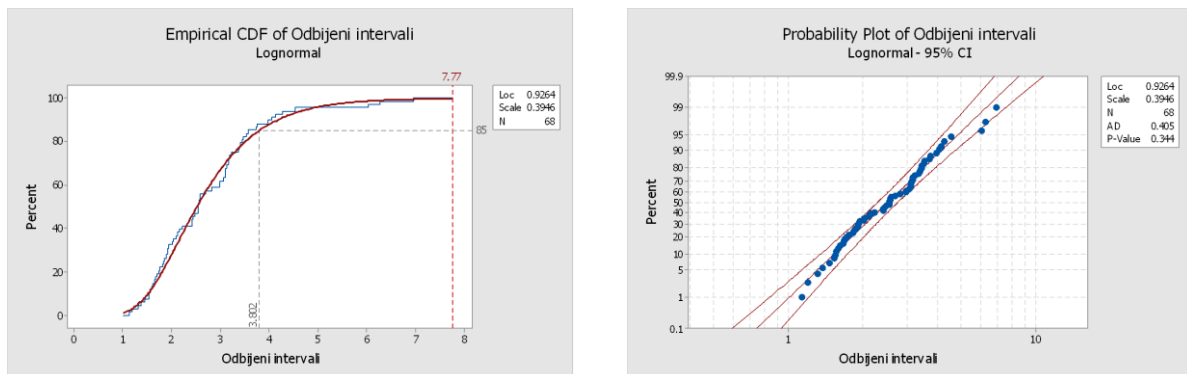 Empirical CDF of Odbijeni intervali
Lognormal
7.77
100
80
60
40
20
0
Percent
85
3.802
0 1 2 3 4 5 6 7 8
Odbijeni intervali
Loc 0.9264
Scale 0.3946
N 68
Probability Plot of Odbijeni intervali
Lognormal - 95% CI
99.9
99
95
90
80
70
60
50
40
30
20
10
5
1
0.1
Percent
1 10
Odbijeni intervali
Loc 0.9264
Scale 0.3946
N 68
AD 0.405
P-Value 0.344